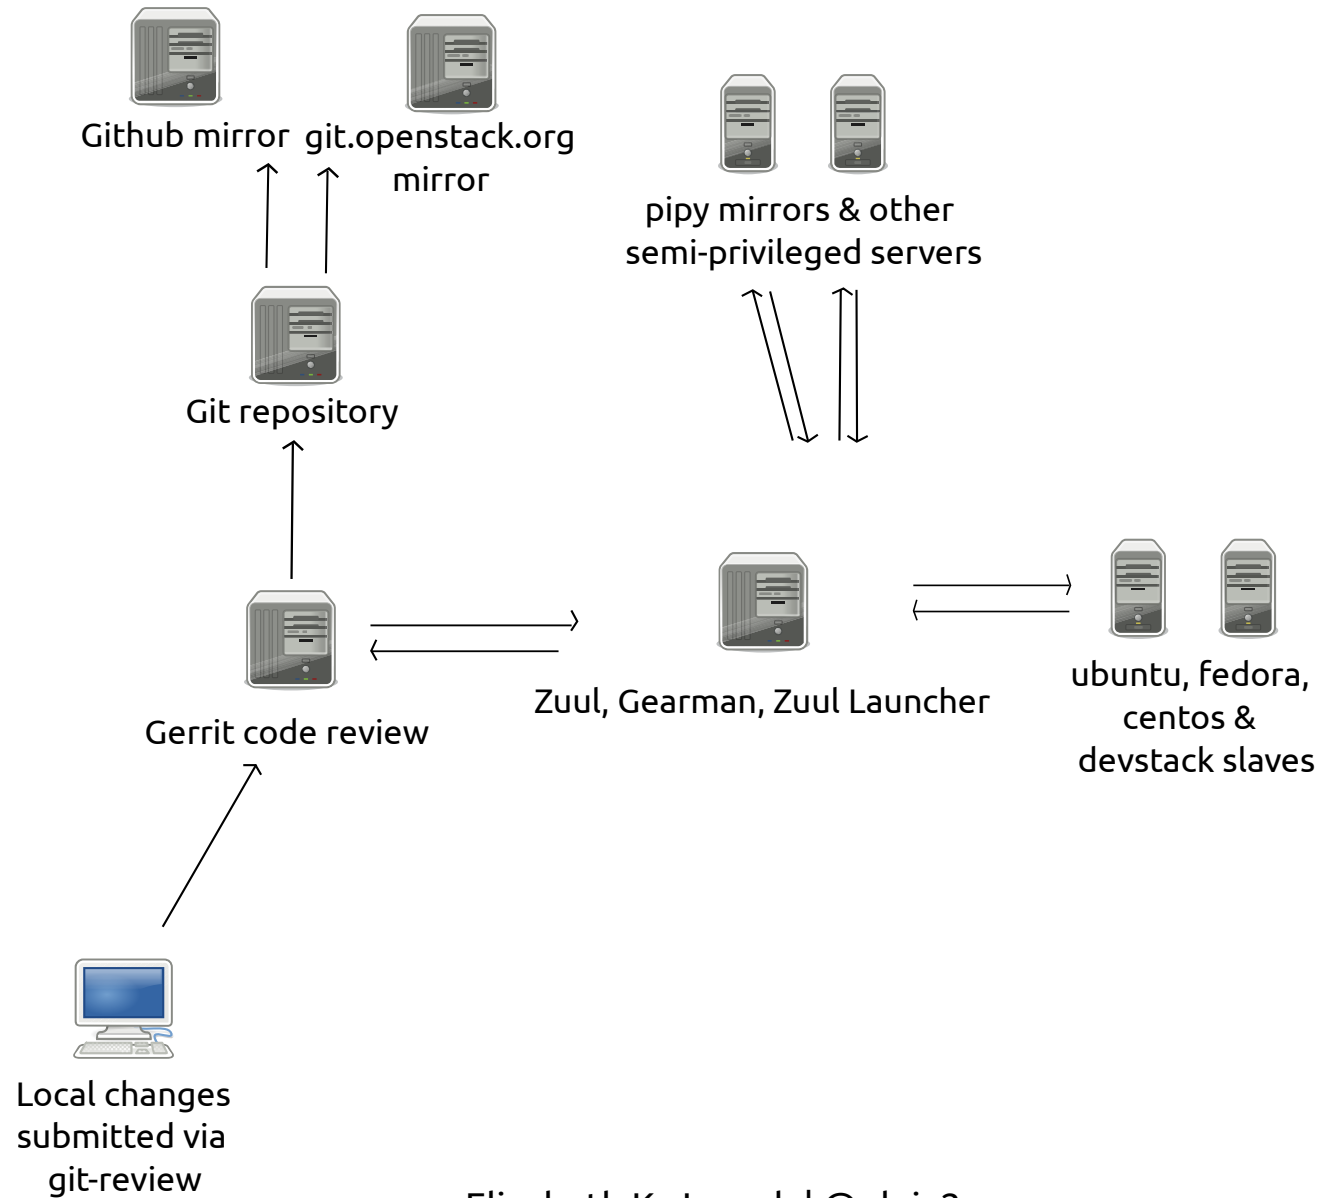 Github mirror
git.openstack.org
mirror
pipy mirrors & other
semi-privileged servers
Git repository
Gerrit code review
Zuul, Gearman, Zuul Launcher
ubuntu, fedora,
centos &
devstack slaves
Local changes
submitted via
git-review